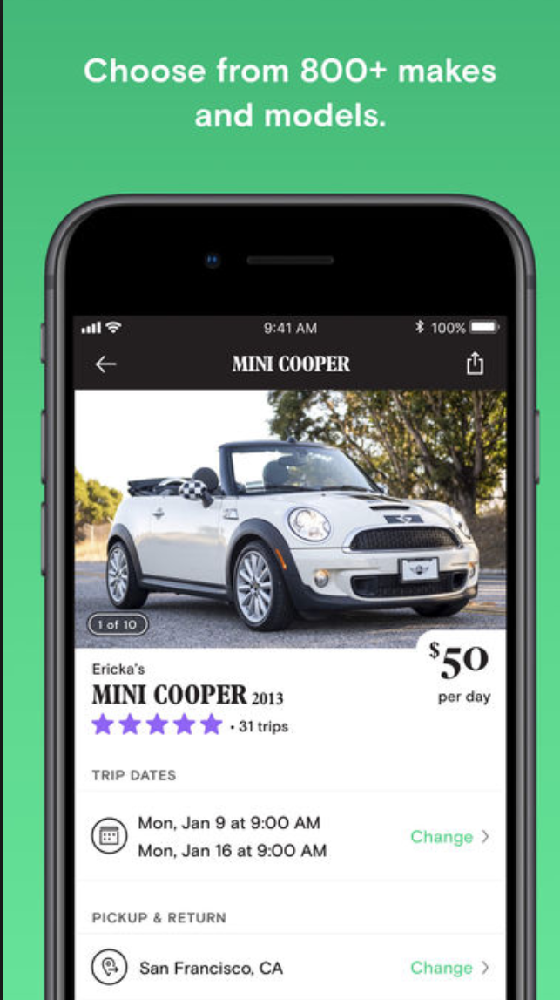 Choose from 800+ makes
and models.
9:41 AM
100%
MINI COOPER
1 of 10
$50
per day
Ericka's
MINI COOPER 2013
• 31 trips
TRIP DATES
Mon, Jan 9 at 9:00 AM
Mon, Jan 16 at 9:00 AM
Change
PICKUP & RETURN
San Francisco, CA
Change